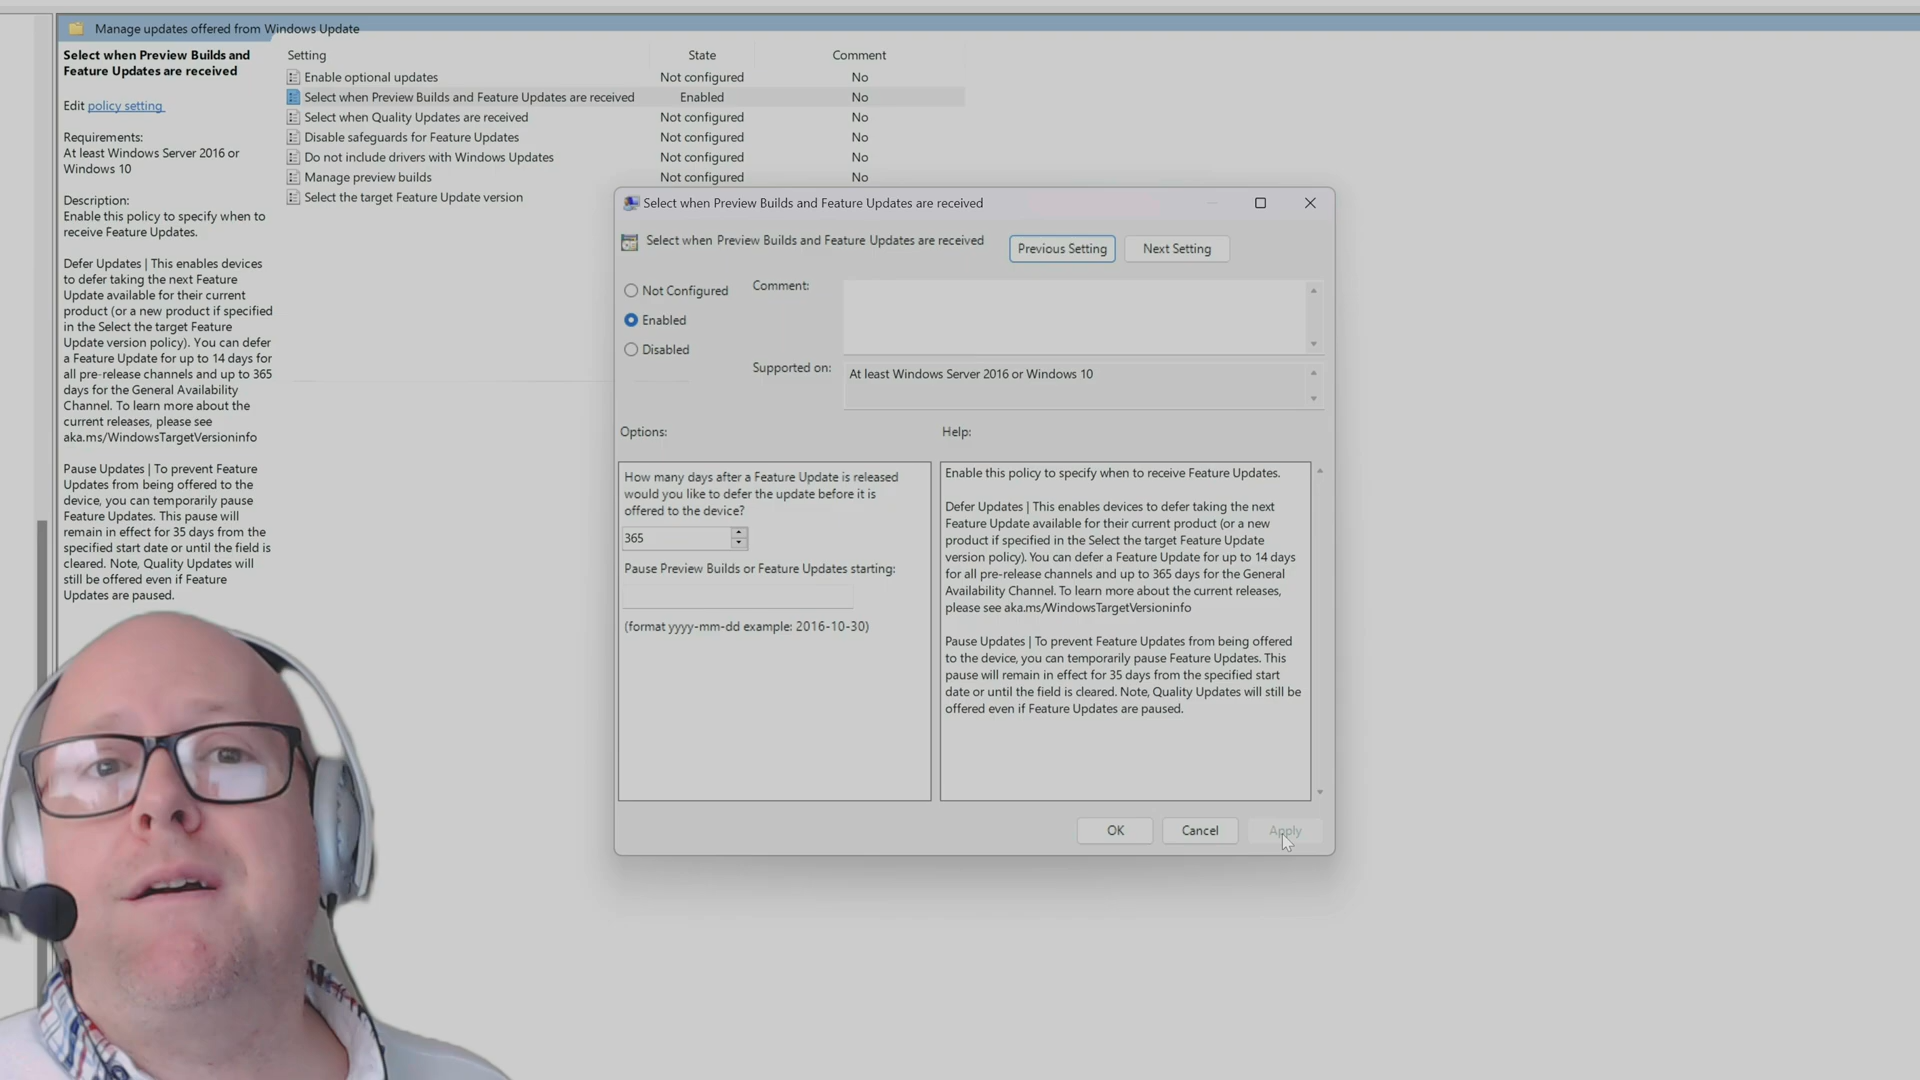 Manage updates offered from Windows Update
Select when Preview Builds and
Feature Updates are received
Edit policy setting
Requirements:
At least Windows Server 2016 or
Windows 10
Description:
Enable this policy to specify when to
receive Feature Updates.
Defer Updates | This enables devices
to defer taking the next Feature
Update available for their current
product (or a new product if specified
in the Select the target Feature
Update version policy). You can defer
a Feature Update for up to 14 days for
all pre-release channels and up to 365
days for the General Availability
Channel. To learn more about the
current releases, please see
aka.ms/WindowsTargetVersioninfo
Pause Updates | To prevent Feature
Updates from being offered to the
device, you can temporarily pause
Feature Updates. This pause will
remain in effect for 35 days from the
specified start date or until the field is
cleared. Note, Quality Updates will
still be offered even if Feature
Updates are paused.
Setting State Comment
Enable optional updates Not configured No
Select when Preview Builds and Feature Updates are received Enabled No
Select when Quality Updates are received Not configured No
Disable safeguards for Feature Updates Not configured No
Do not include drivers with Windows Updates Not configured No
Manage preview builds Not configured No
Select the target Feature Update version
Select when Preview Builds and Feature Updates are received
Select when Preview Builds and Feature Updates are received
Previous Setting Next Setting
Not Configured Comment:
Enabled
Disabled
Supported on: At least Windows Server 2016 or Windows 10
Options: Help:
How many days after a Feature Update is released
would you like to defer the update before it is
offered to the device?
365
Pause Preview Builds or Feature Updates starting:
(format yyyy-mm-dd example: 2016-10-30)
Enable this policy to specify when to receive Feature Updates.
Defer Updates | This enables devices to defer taking the next
Feature Update available for their current product (or a new
product if specified in the Select the target Feature Update
version policy). You can defer a Feature Update for up to 14 days
for all pre-release channels and up to 365 days for the General
Availability Channel. To learn more about the current releases,
please see aka.ms/WindowsTargetVersioninfo
Pause Updates | To prevent Feature Updates from being offered
to the device, you can temporarily pause Feature Updates. This
pause will remain in effect for 35 days from the specified start
date or until the field is cleared. Note, Quality Updates will still be
offered even if Feature Updates are paused.
OK Cancel Apply